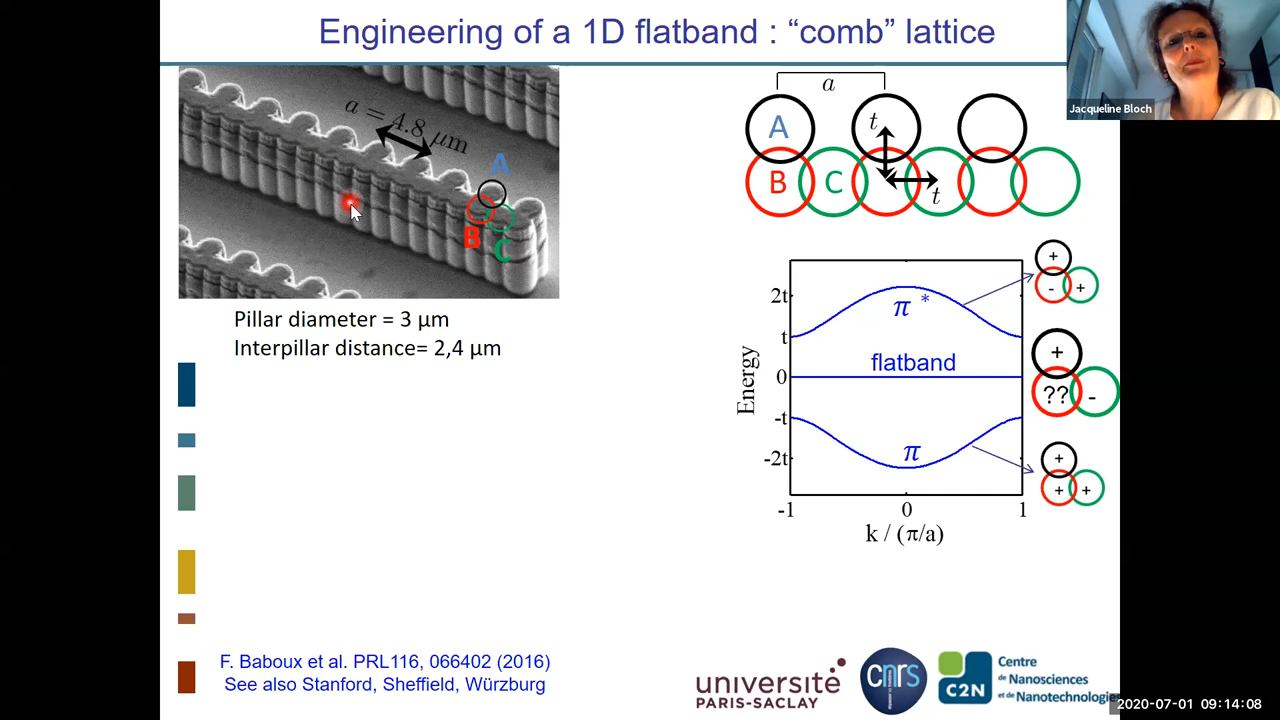 Engineering of a 1D flatband : “comb” lattice
Jacqueline Bloch
a = 4.8 μm
A
B
C
a
A
t
B
C
t
Pillar diameter = 3 μm
Interpillar distance= 2,4 μm
Energy
2t
t
0
-t
-2t
π *
flatband
π
-1
0
1
k / (π/a)
+
-
+
+
??
-
+
+
+
F. Baboux et al. PRL116, 066402 (2016)
See also Stanford, Sheffield, Würzburg
université
PARIS-SACLAY
cnrs
C2N
Centre
de Nanosciences
et de Nanotechnologies
2020-07-01 09:14:08